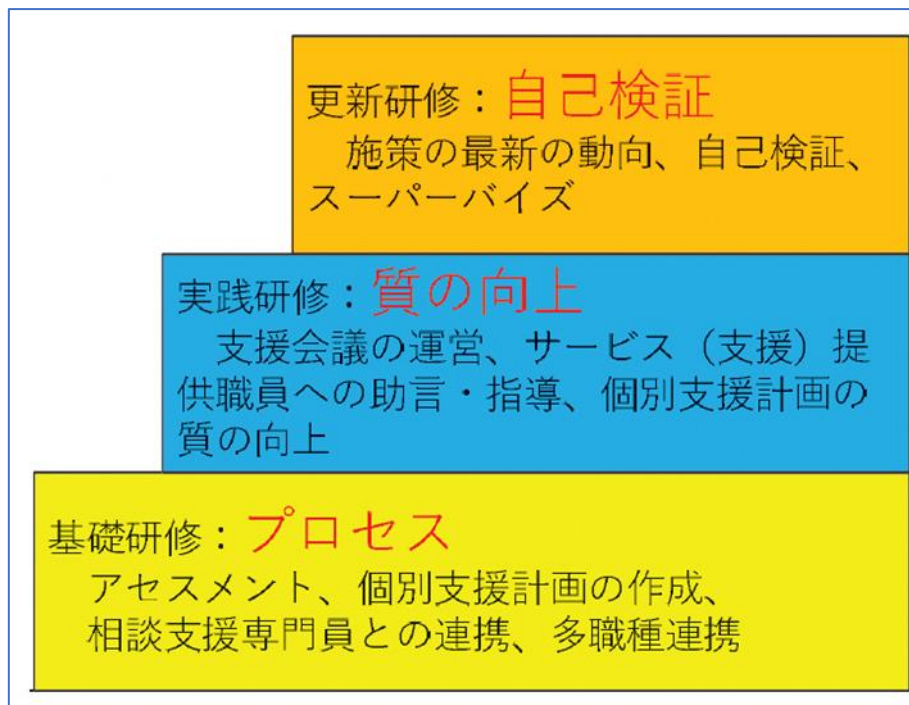 更新研修：自己検証
施策の最新の動向、自己検証、
スーパーバイズ
実践研修：質の向上
支援会議の運営、サービス（支援）提
供職員への助言・指導、個別支援計画の
質の向上
基礎研修：プロセス
アセスメント、個別支援計画の作成、
相談支援専門員との連携、多職種連携